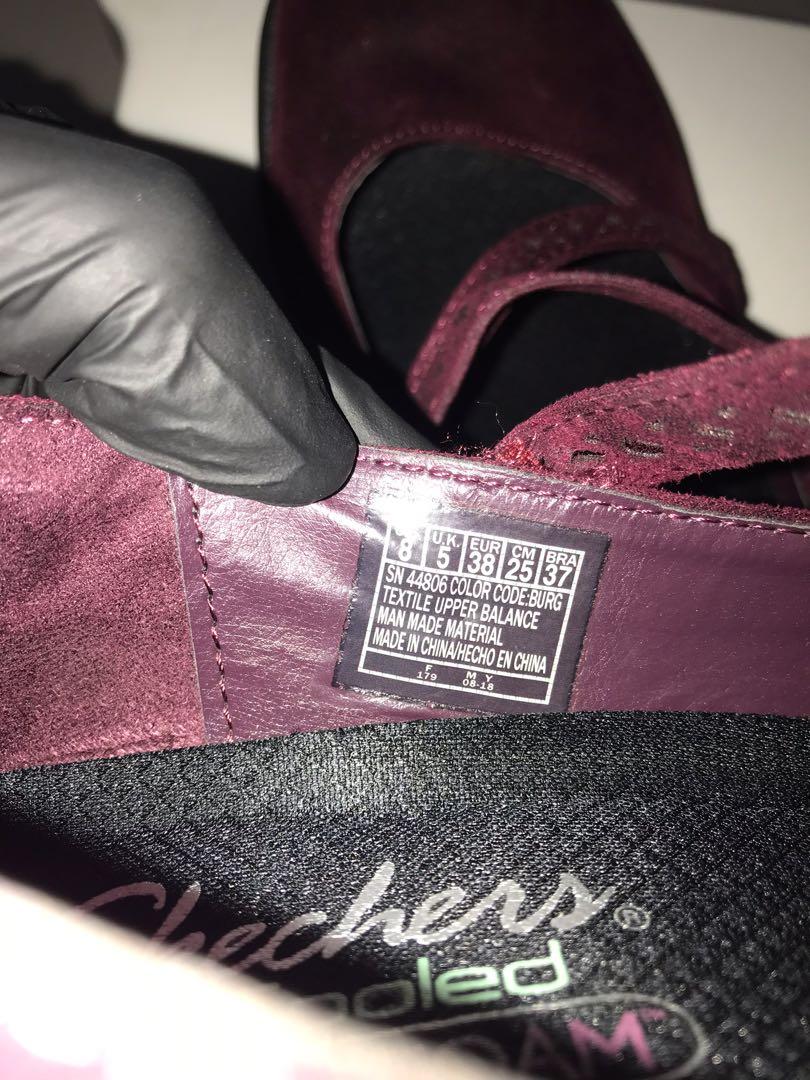 U.K. EUR CM BRA
8 5 38 25 37
SN 44806 COLOR CODE:BURG
TEXTILE UPPER BALANCE
MAN MADE MATERIAL
MADE IN CHINA/HECHO EN CHINA
F M Y
179 08-18
Skechers®